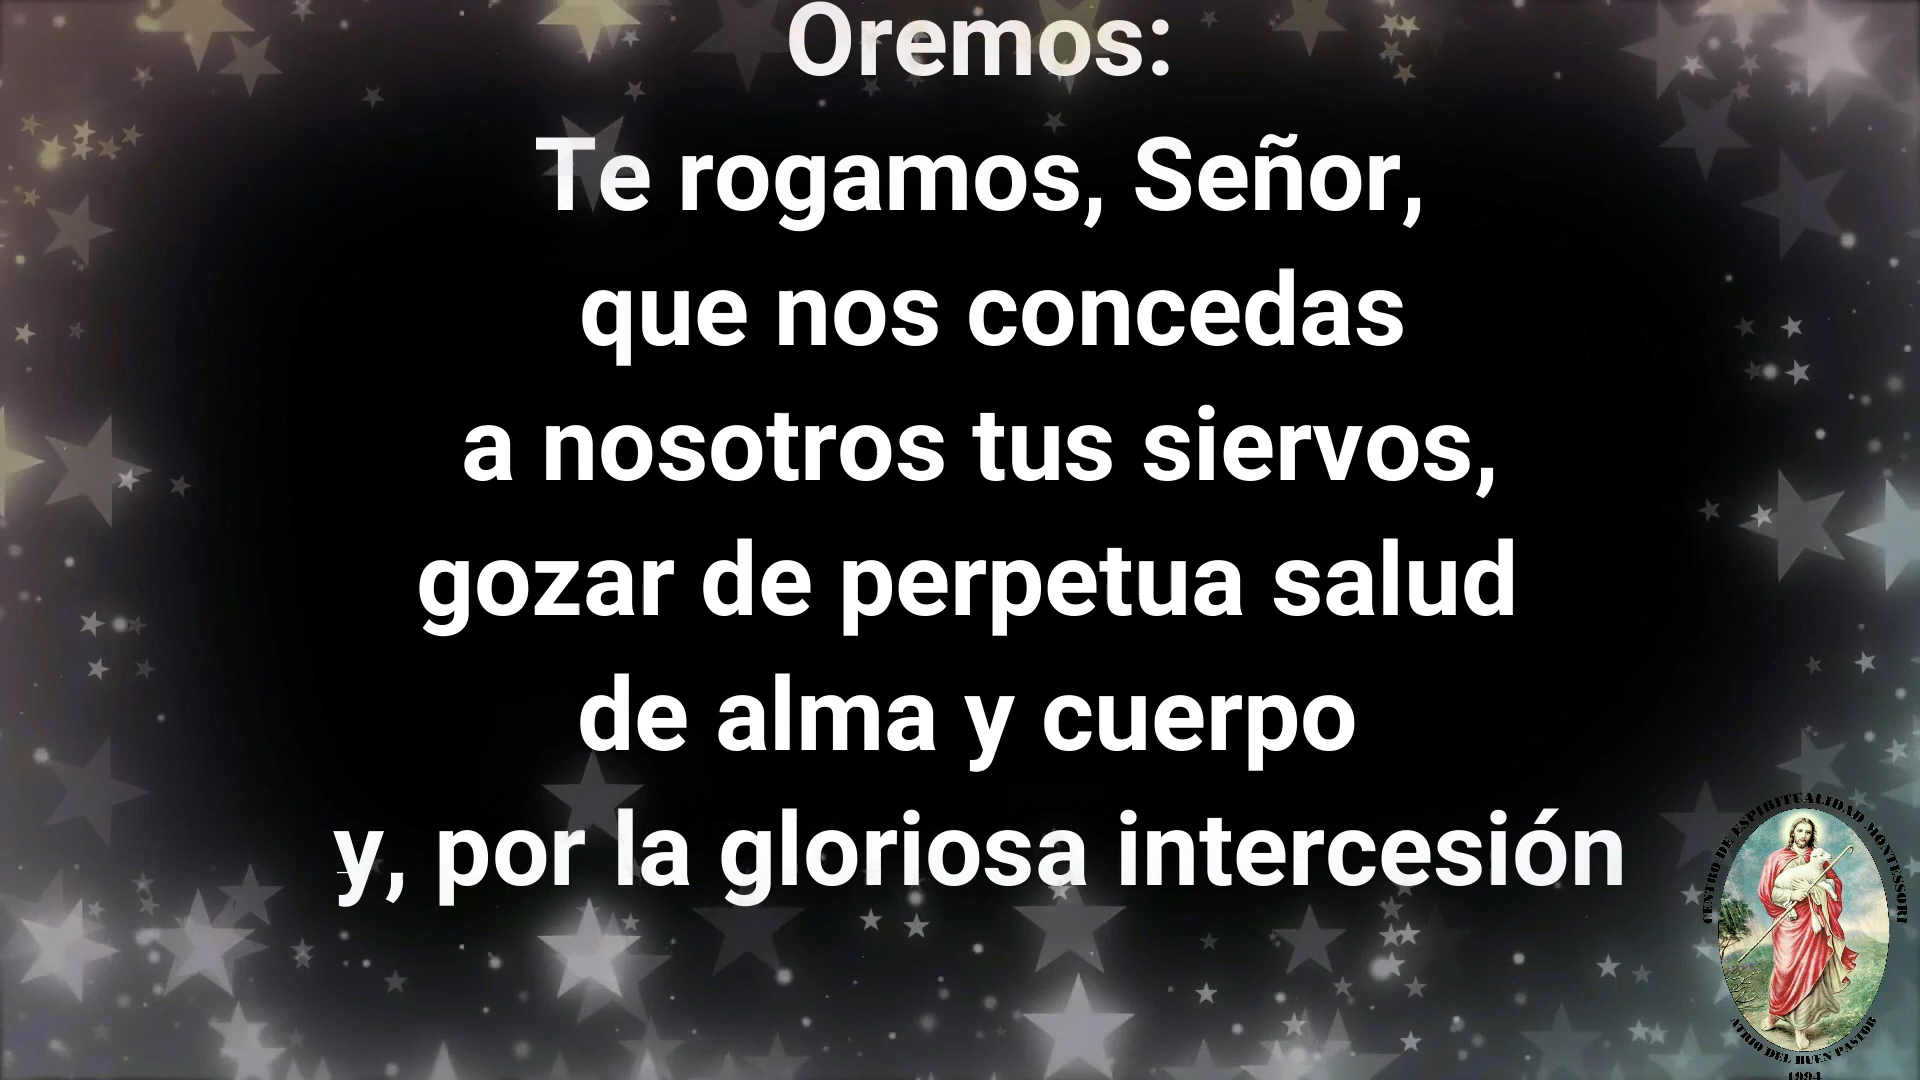 Oremos:
Te rogamos, Señor,
que nos concedas
a nosotros tus siervos,
gozar de perpetua salud
de alma y cuerpo
y, por la gloriosa intercesión
CENTRO DE ESPIRITUALIDAD MONTESSORI
ATRIO DEL BUEN PASTOR
1994